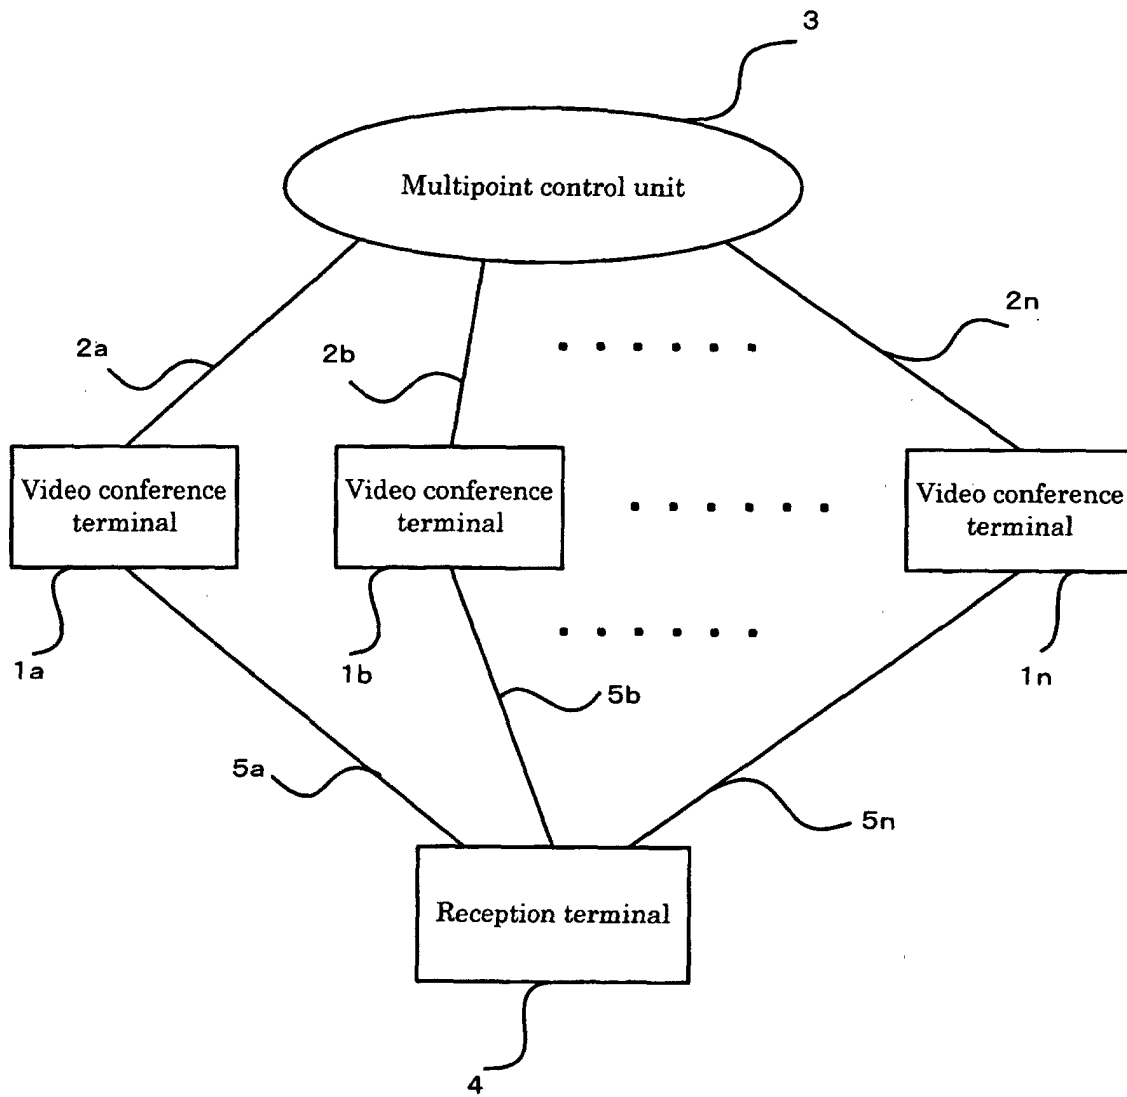 3
Multipoint control unit
2n
2a
2b
Video conference
terminal
Video conference
terminal
Video conference
terminal
1a
1b
1n
5b
5a
5n
Reception terminal
4